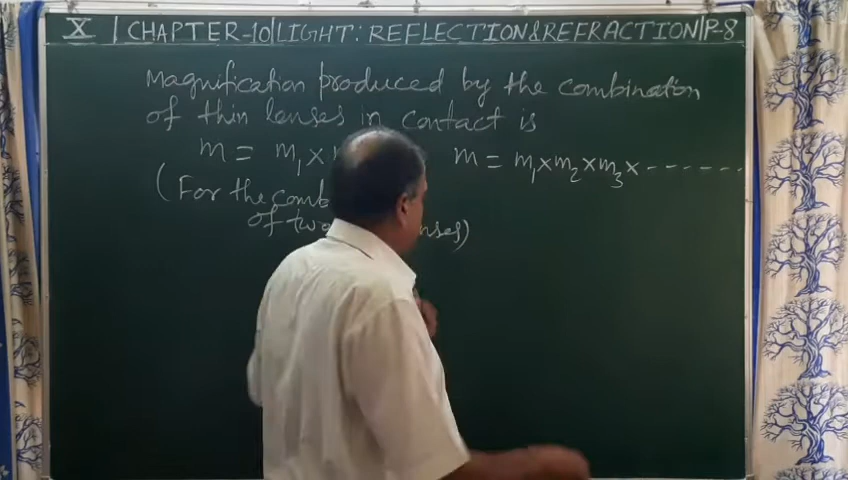 X | CHAPTER-10|LIGHT: REFLECTION&REFRACTION|P-8
Magnification produced by the combination
of thin lenses in contact is
m = m₁× m = m₁×m₂×m₃×-------
(For the comb
of two nses)